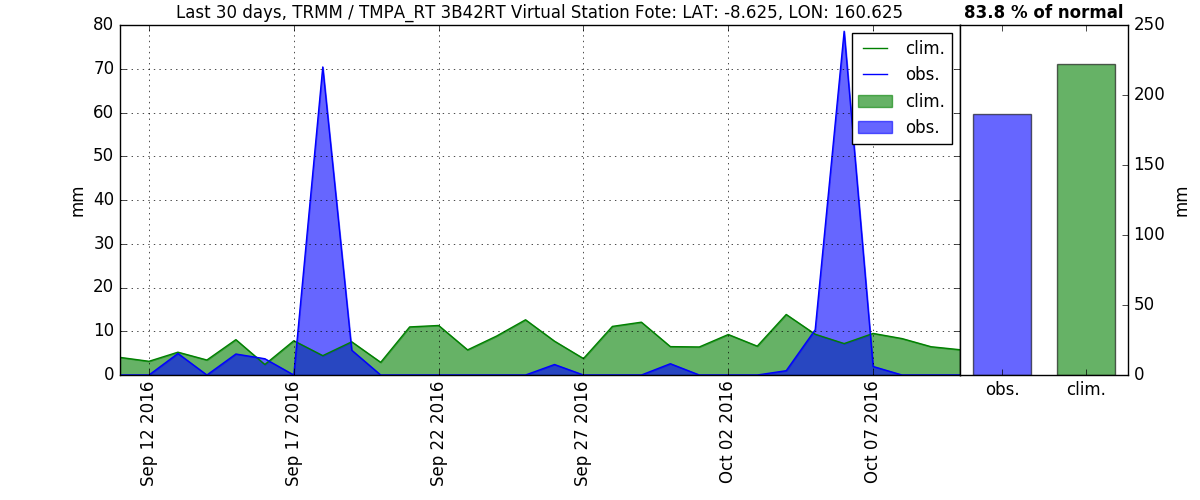 Last 30 days, TRMM / TMPA_RT 3B42RT Virtual Station Fote: LAT: -8.625, LON: 160.625
83.8 % of normal
80
70
60
50
40
30
20
10
0
mm
clim.
obs.
clim.
obs.
250
200
150
100
50
0
mm
Sep 12 2016
Sep 17 2016
Sep 22 2016
Sep 27 2016
Oct 02 2016
Oct 07 2016
obs.
clim.